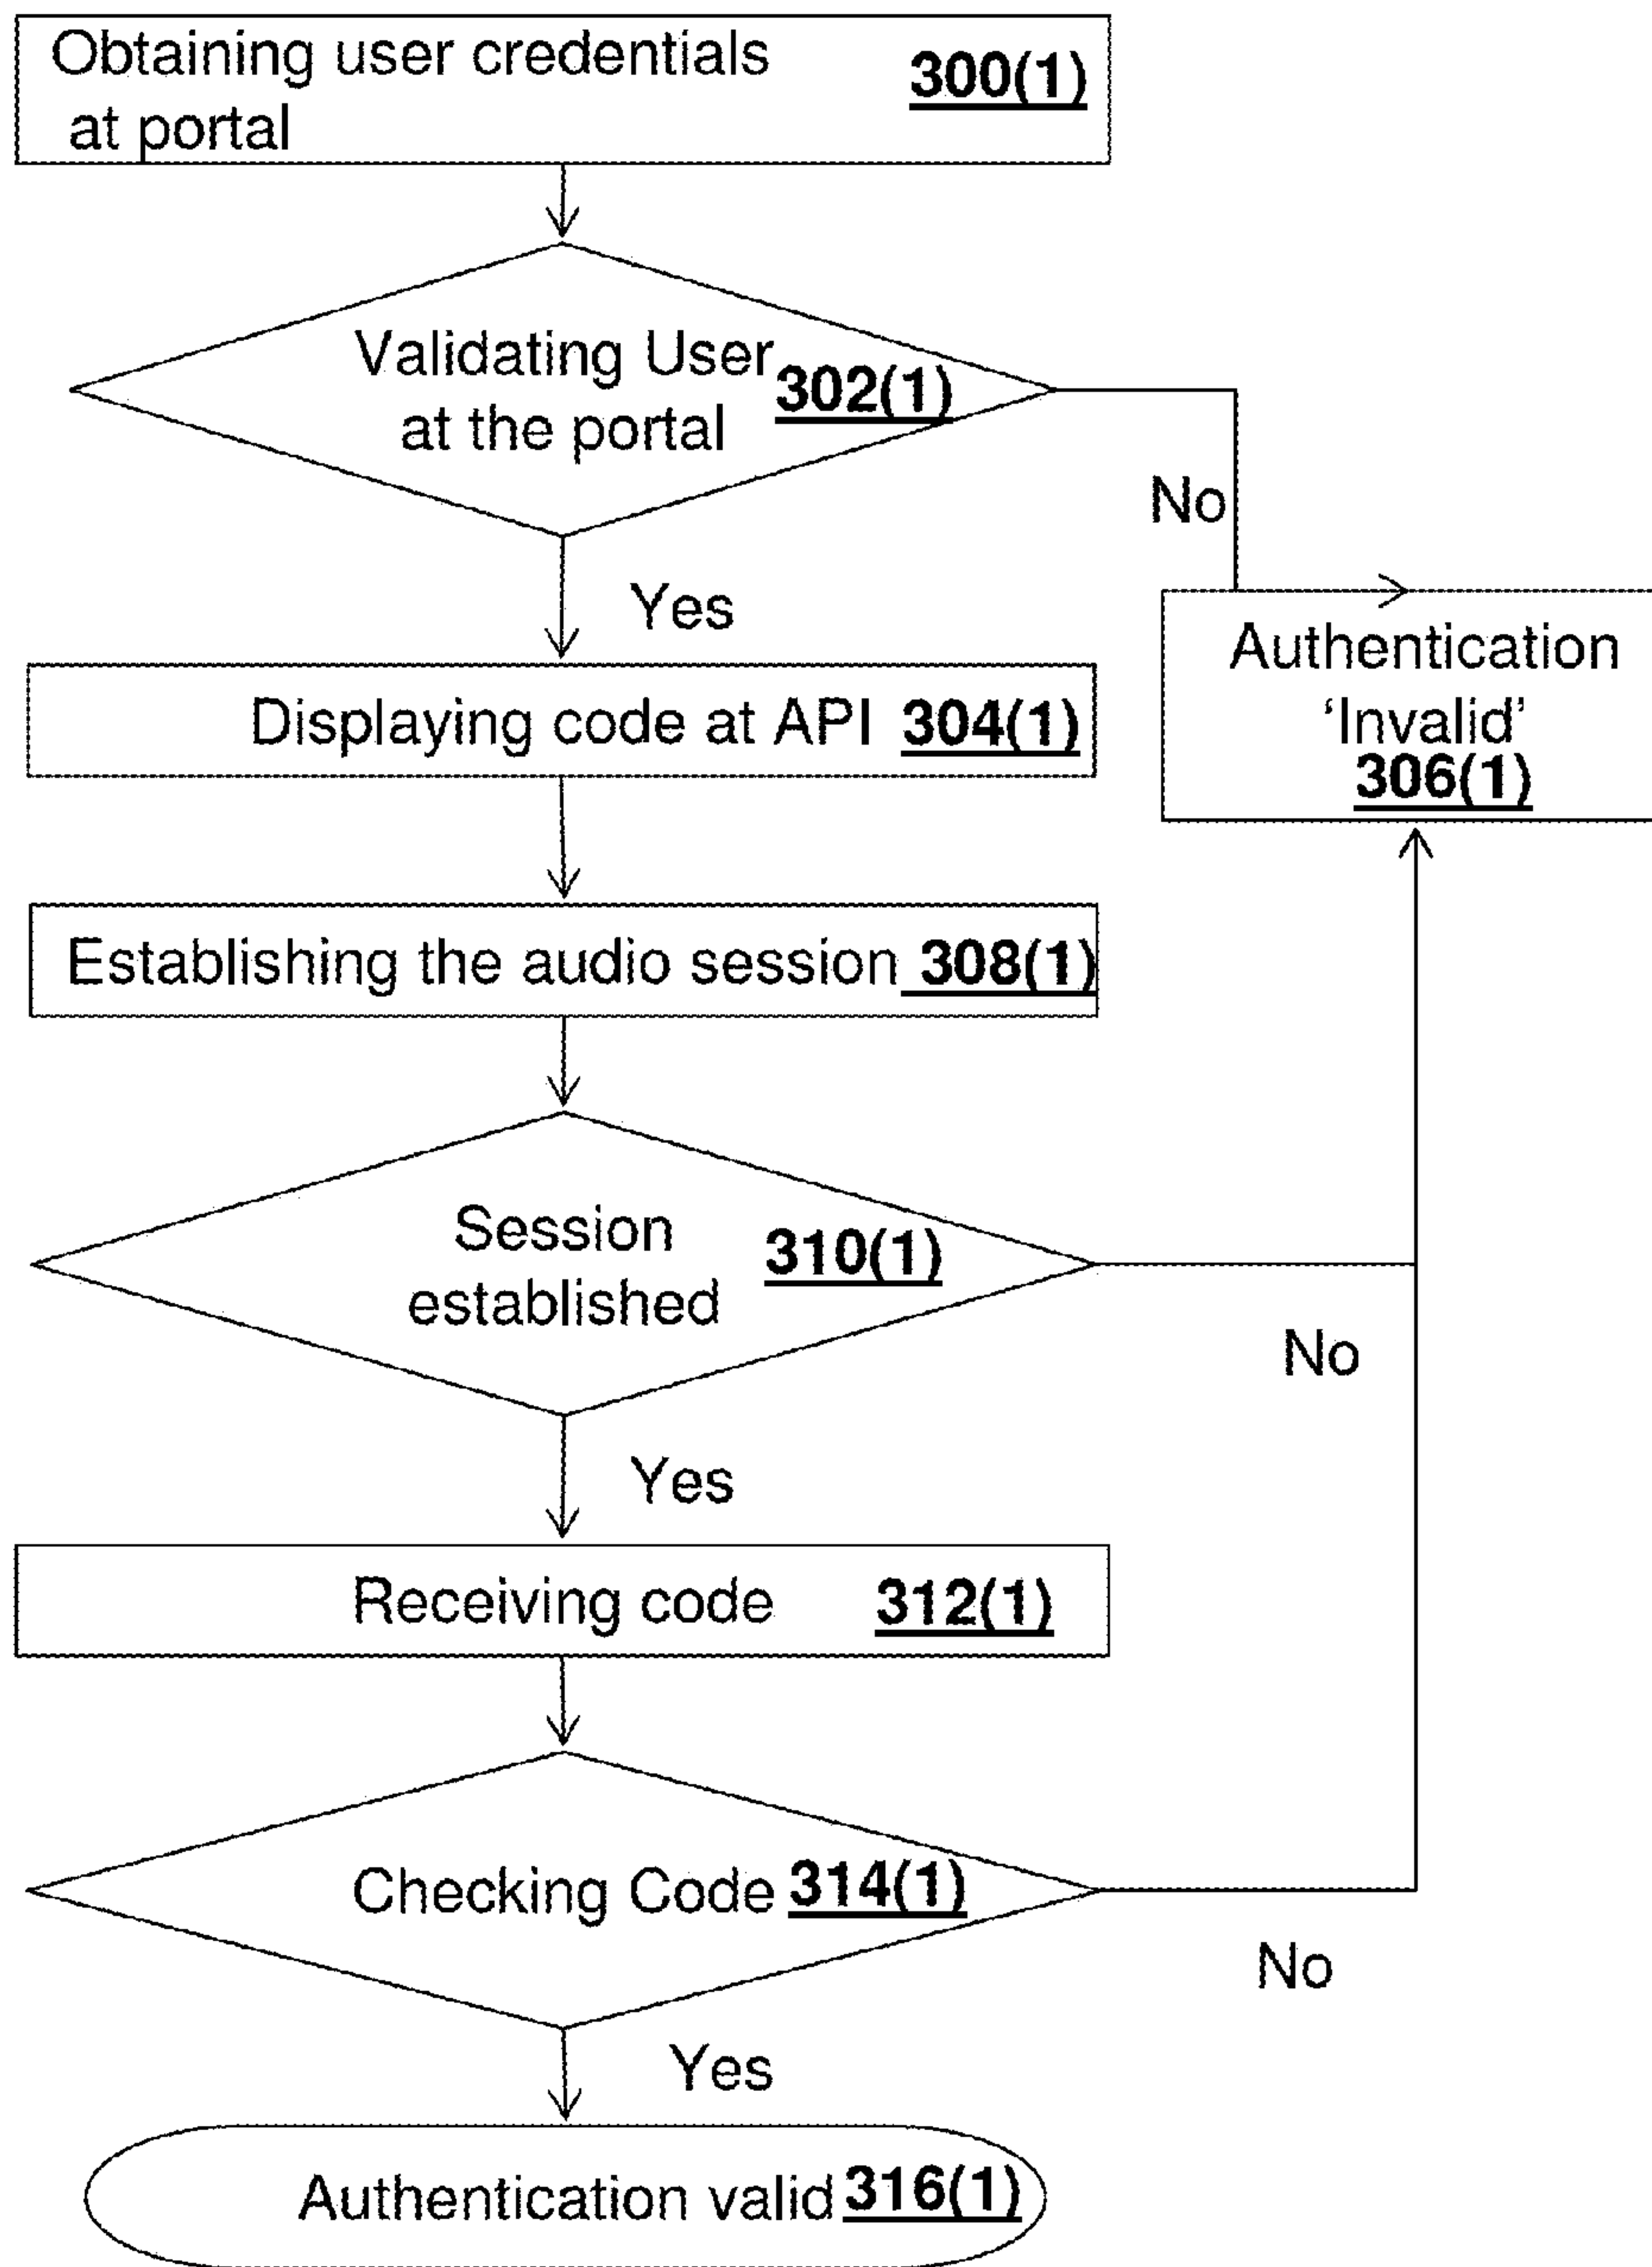 Obtaining user credentials 300(1)
at portal
Validating User 302(1)
at the portal
No
Yes
Authentication
‘Invalid’
306(1)
Displaying code at API 304(1)
Establishing the audio session 308(1)
Session 310(1)
established
No
Yes
Receiving code 312(1)
Checking Code 314(1)
No
Yes
Authentication valid 316(1)